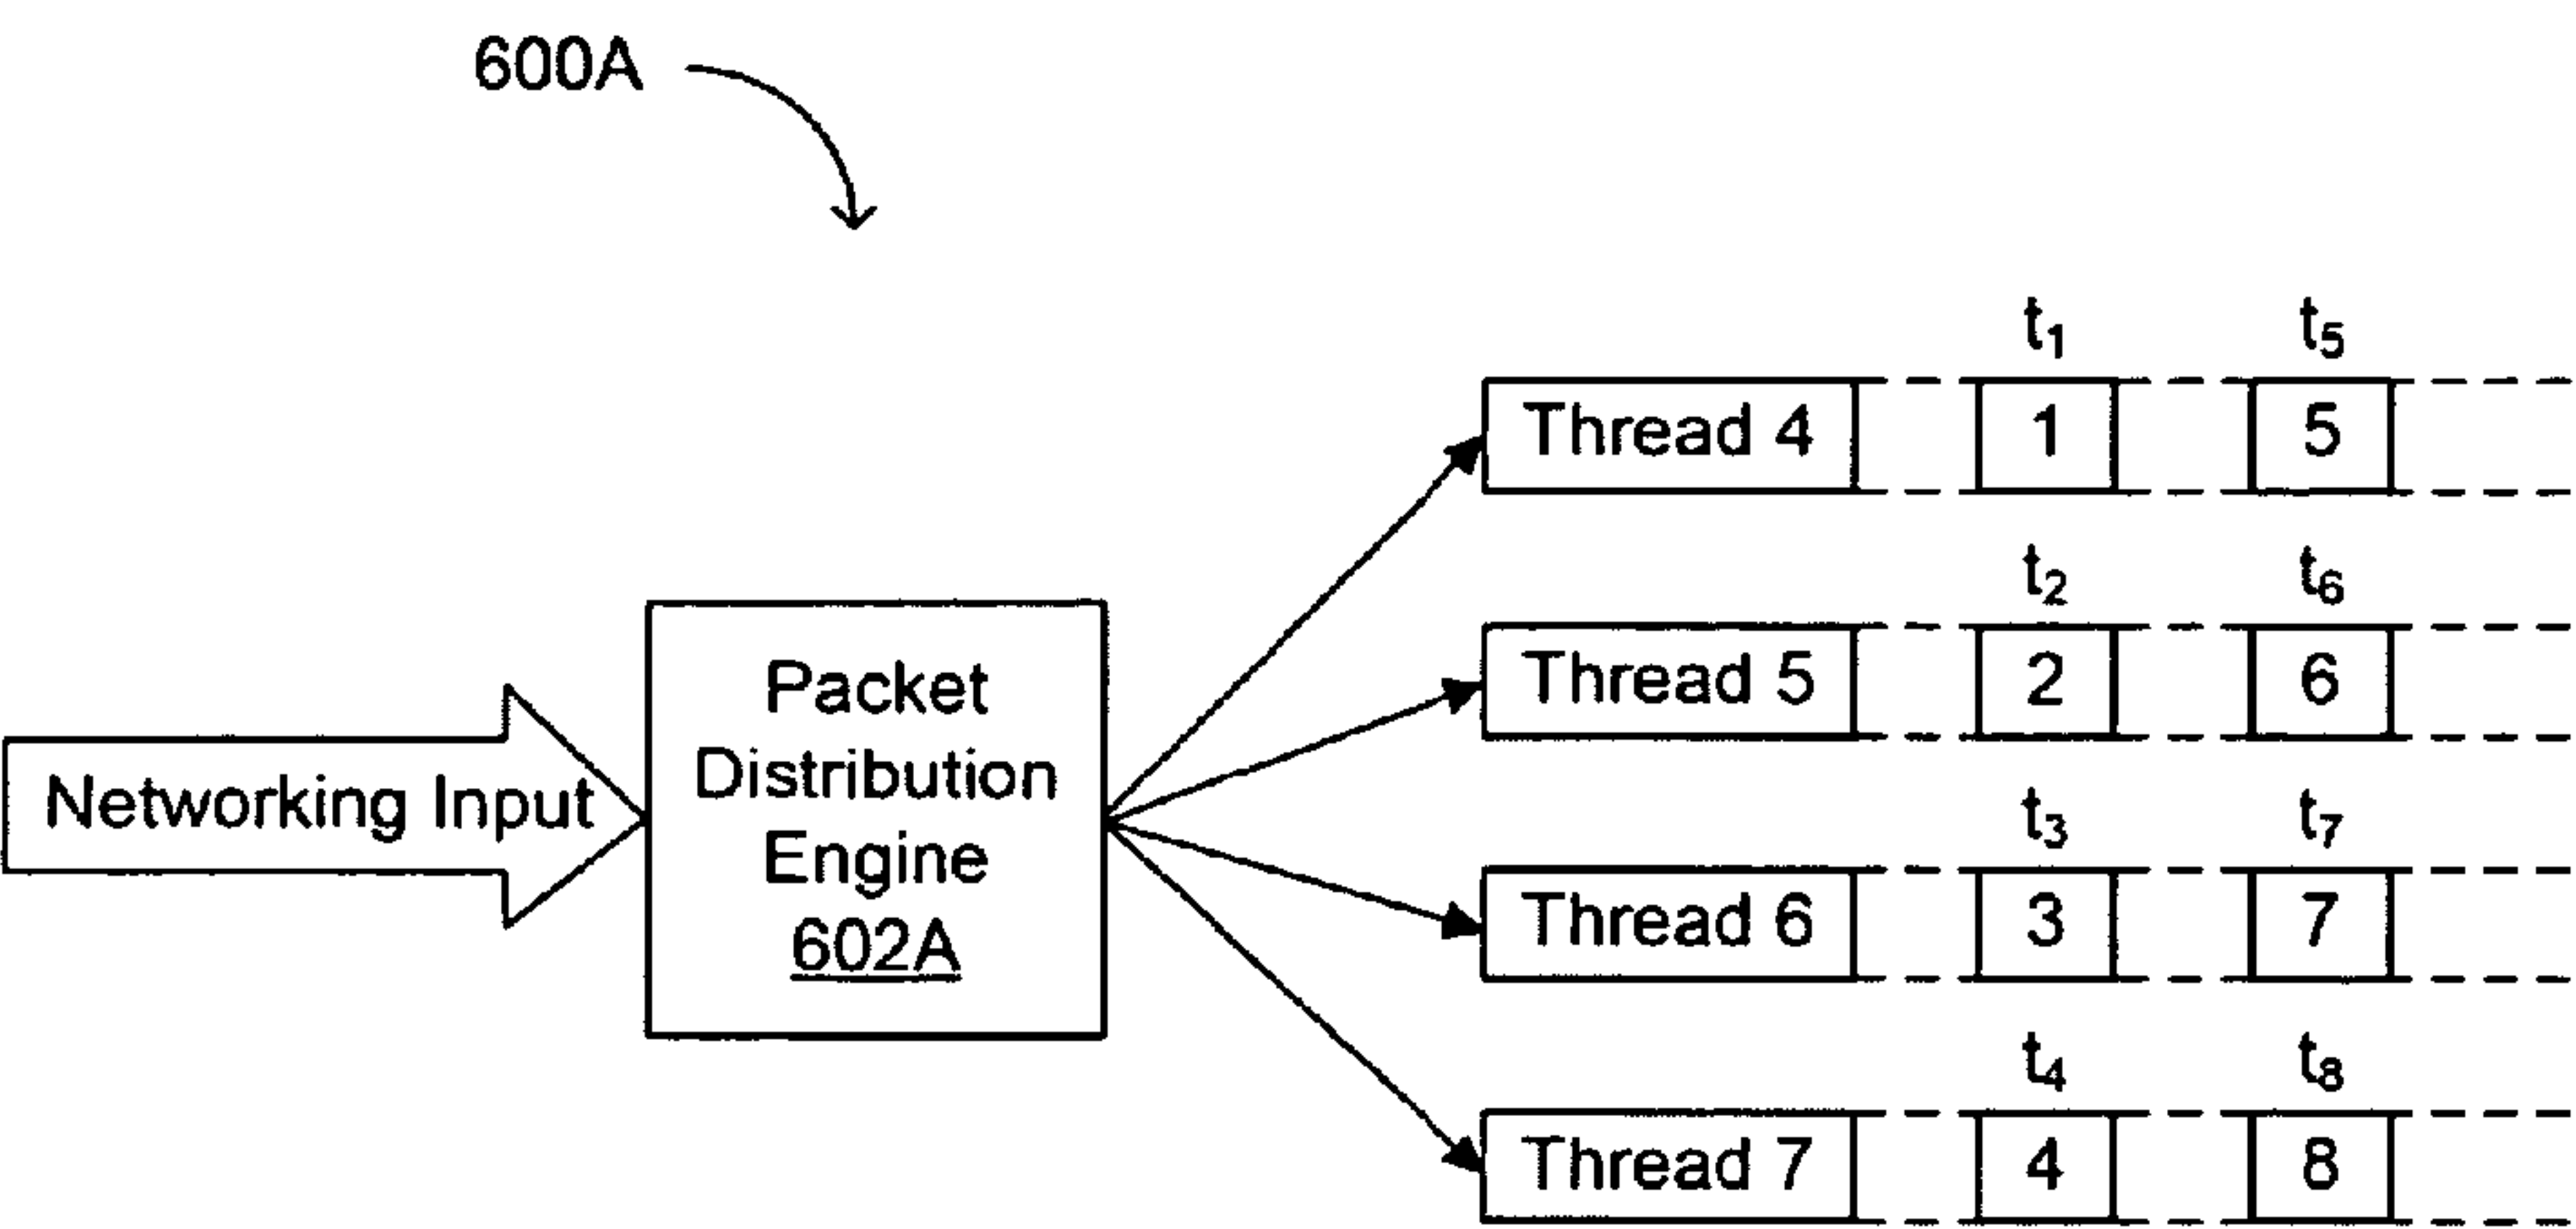 600A
Networking Input
Packet
Distribution
Engine
602A
t1 t5
Thread 4 1 5
t2 t6
Thread 5 2 6
t3 t7
Thread 6 3 7
t4 t8
Thread 7 4 8